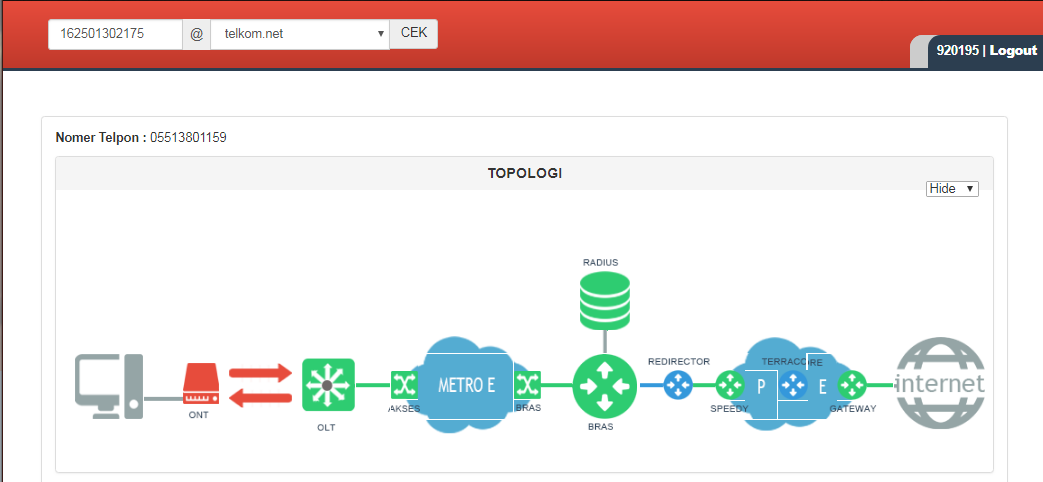 162501302175 @ telkom.net CEK
920195 | Logout
Nomer Telpon : 05513801159
TOPOLOGI
Hide
RADIUS
REDIRECTOR
TERRACORE
METRO E
P
E
internet
AKSES
BRAS
SPEEDY
GATEWAY
ONT
OLT
BRAS